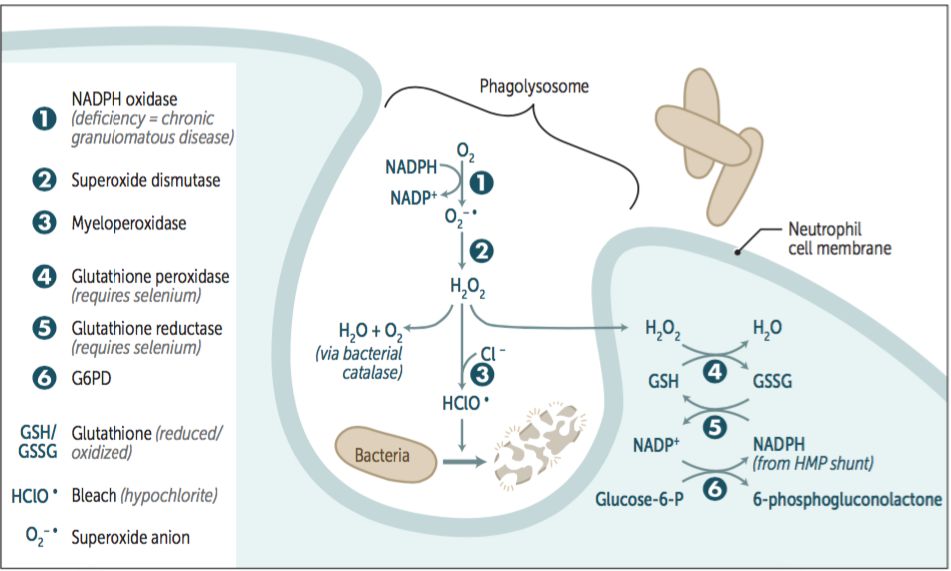 1 NADPH oxidase
(deficiency = chronic
granulomatous disease)
2 Superoxide dismutase
3 Myeloperoxidase
4 Glutathione peroxidase
(requires selenium)
5 Glutathione reductase
(requires selenium)
6 G6PD
GSH/
GSSG
Glutathione (reduced/
oxidized)
HClO• Bleach (hypochlorite)
O₂⁻• Superoxide anion
Phagolysosome
O₂
NADPH
1
NADP⁺
O₂⁻•
2
H₂O₂
H₂O + O₂
(via bacterial
catalase)
Cl⁻
3
HClO•
Bacteria
Neutrophil
cell membrane
H₂O₂
H₂O
4
GSH
GSSG
5
NADP⁺
NADPH
(from HMP shunt)
6
Glucose-6-P
6-phosphogluconolactone